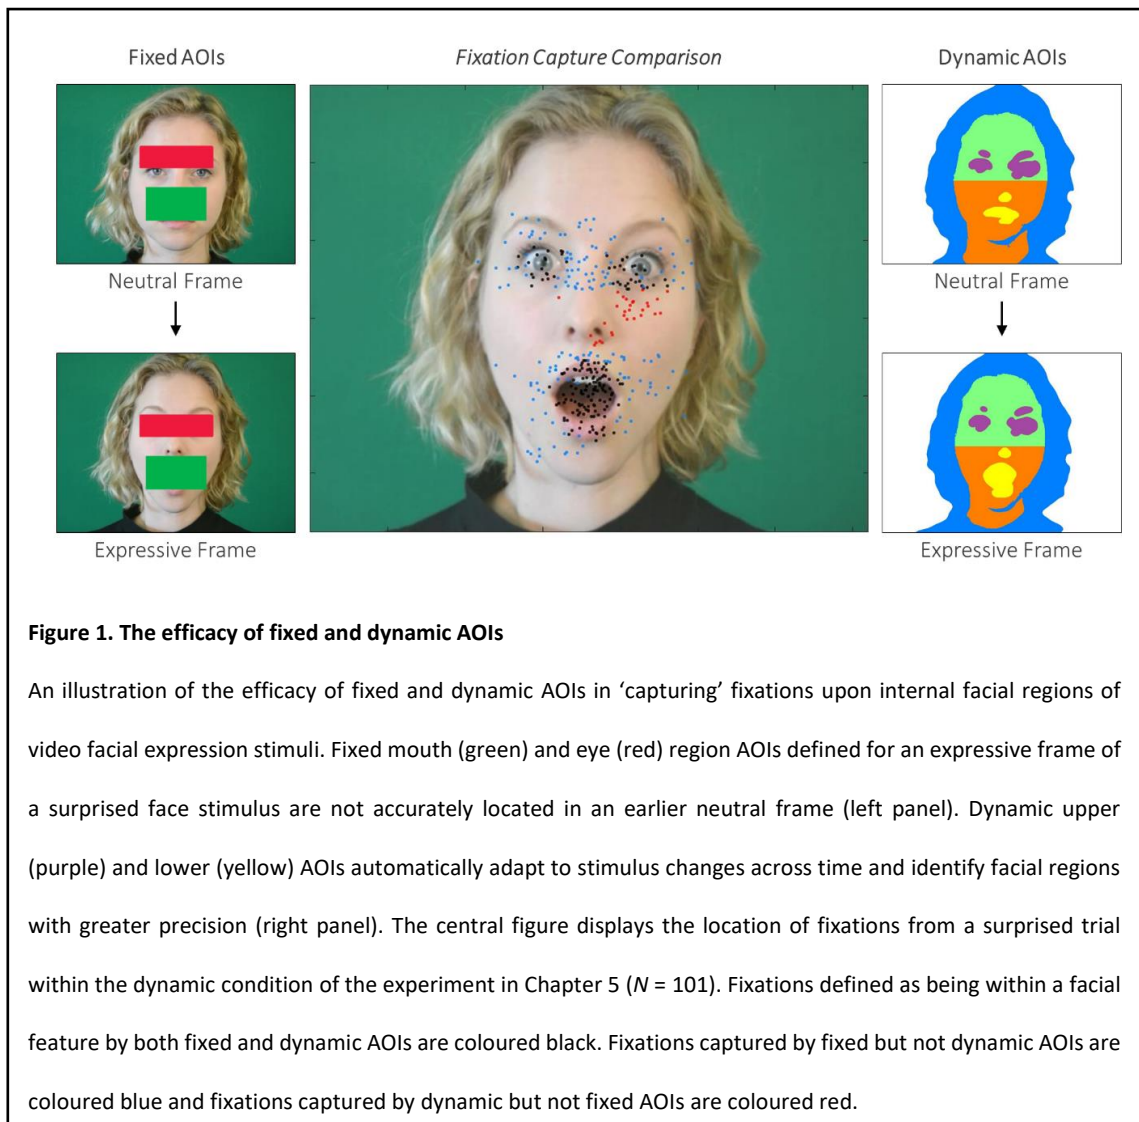 Fixed AOIs
Fixation Capture Comparison
Dynamic AOIs
Neutral Frame
Neutral Frame
Expressive Frame
Expressive Frame
Figure 1. The efficacy of fixed and dynamic AOIs
An illustration of the efficacy of fixed and dynamic AOIs in ‘capturing’ fixations upon internal facial regions of
video facial expression stimuli. Fixed mouth (green) and eye (red) region AOIs defined for an expressive frame of
a surprised face stimulus are not accurately located in an earlier neutral frame (left panel). Dynamic upper
(purple) and lower (yellow) AOIs automatically adapt to stimulus changes across time and identify facial regions
with greater precision (right panel). The central figure displays the location of fixations from a surprised trial
within the dynamic condition of the experiment in Chapter 5 (N = 101). Fixations defined as being within a facial
feature by both fixed and dynamic AOIs are coloured black. Fixations captured by fixed but not dynamic AOIs are
coloured blue and fixations captured by dynamic but not fixed AOIs are coloured red.